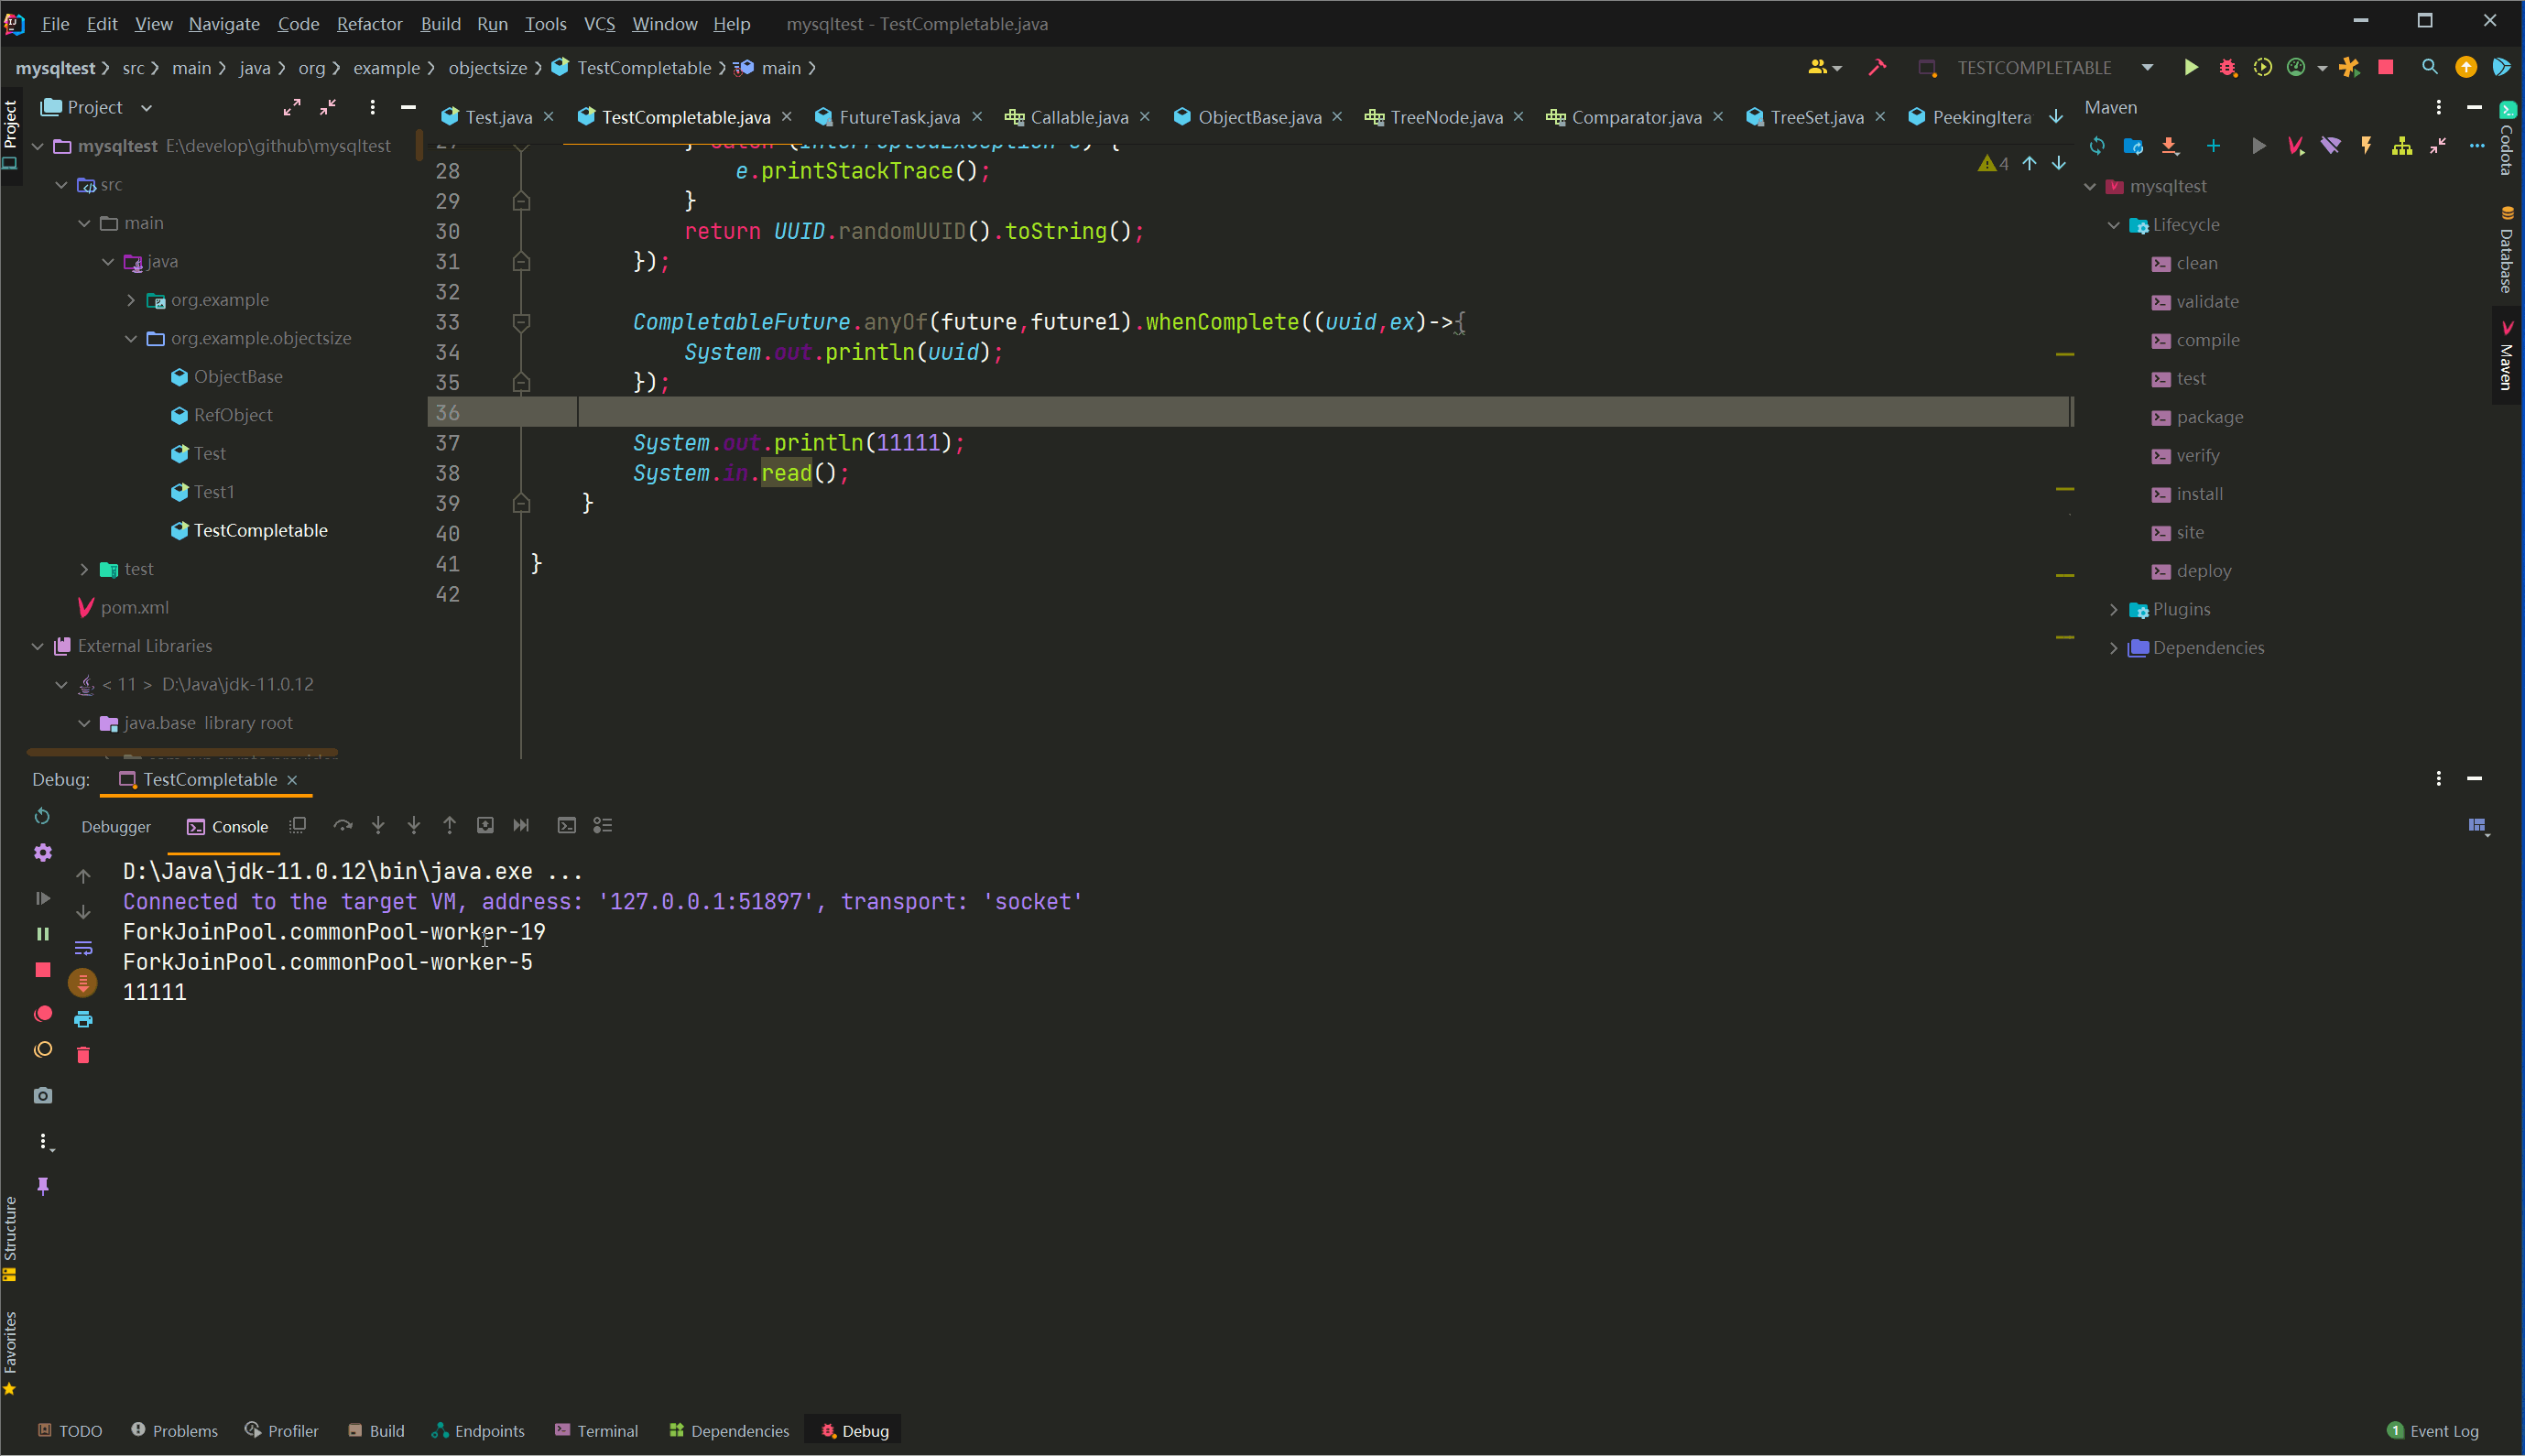 File Edit View Navigate Code Refactor Build Run Tools VCS Window Help mysqltest - TestCompletable.java
mysqltest > src > main > java > org > example > objectsize > TestCompletable > main >
TESTCOMPLETABLE
Project
Project
mysqltest E:\develop\github\mysqltest
src
main
java
org.example
org.example.objectsize
ObjectBase
RefObject
Test
Test1
TestCompletable
test
pom.xml
External Libraries
< 11 > D:\Java\jdk-11.0.12
java.base library root
Test.java TestCompletable.java FutureTask.java Callable.java ObjectBase.java TreeNode.java Comparator.java TreeSet.java PeekingItera
4
28 e.printStackTrace();
29 }
30 return UUID.randomUUID().toString();
31 });
32
33 CompletableFuture.anyOf(future,future1).whenComplete((uuid,ex)->{
34 System.out.println(uuid);
35 });
36
37 System.out.println(11111);
38 System.in.read();
39 }
40
41 }
42
Maven
mysqltest
Lifecycle
clean
validate
compile
test
package
verify
install
site
deploy
Plugins
Dependencies
Codota
Database
Maven
Debug: TestCompletable
Debugger Console
D:\Java\jdk-11.0.12\bin\java.exe ...
Connected to the target VM, address: '127.0.0.1:51897', transport: 'socket'
ForkJoinPool.commonPool-worker-19
ForkJoinPool.commonPool-worker-5
11111
Structure
Favorites
TODO Problems Profiler Build Endpoints Terminal Dependencies Debug
1 Event Log